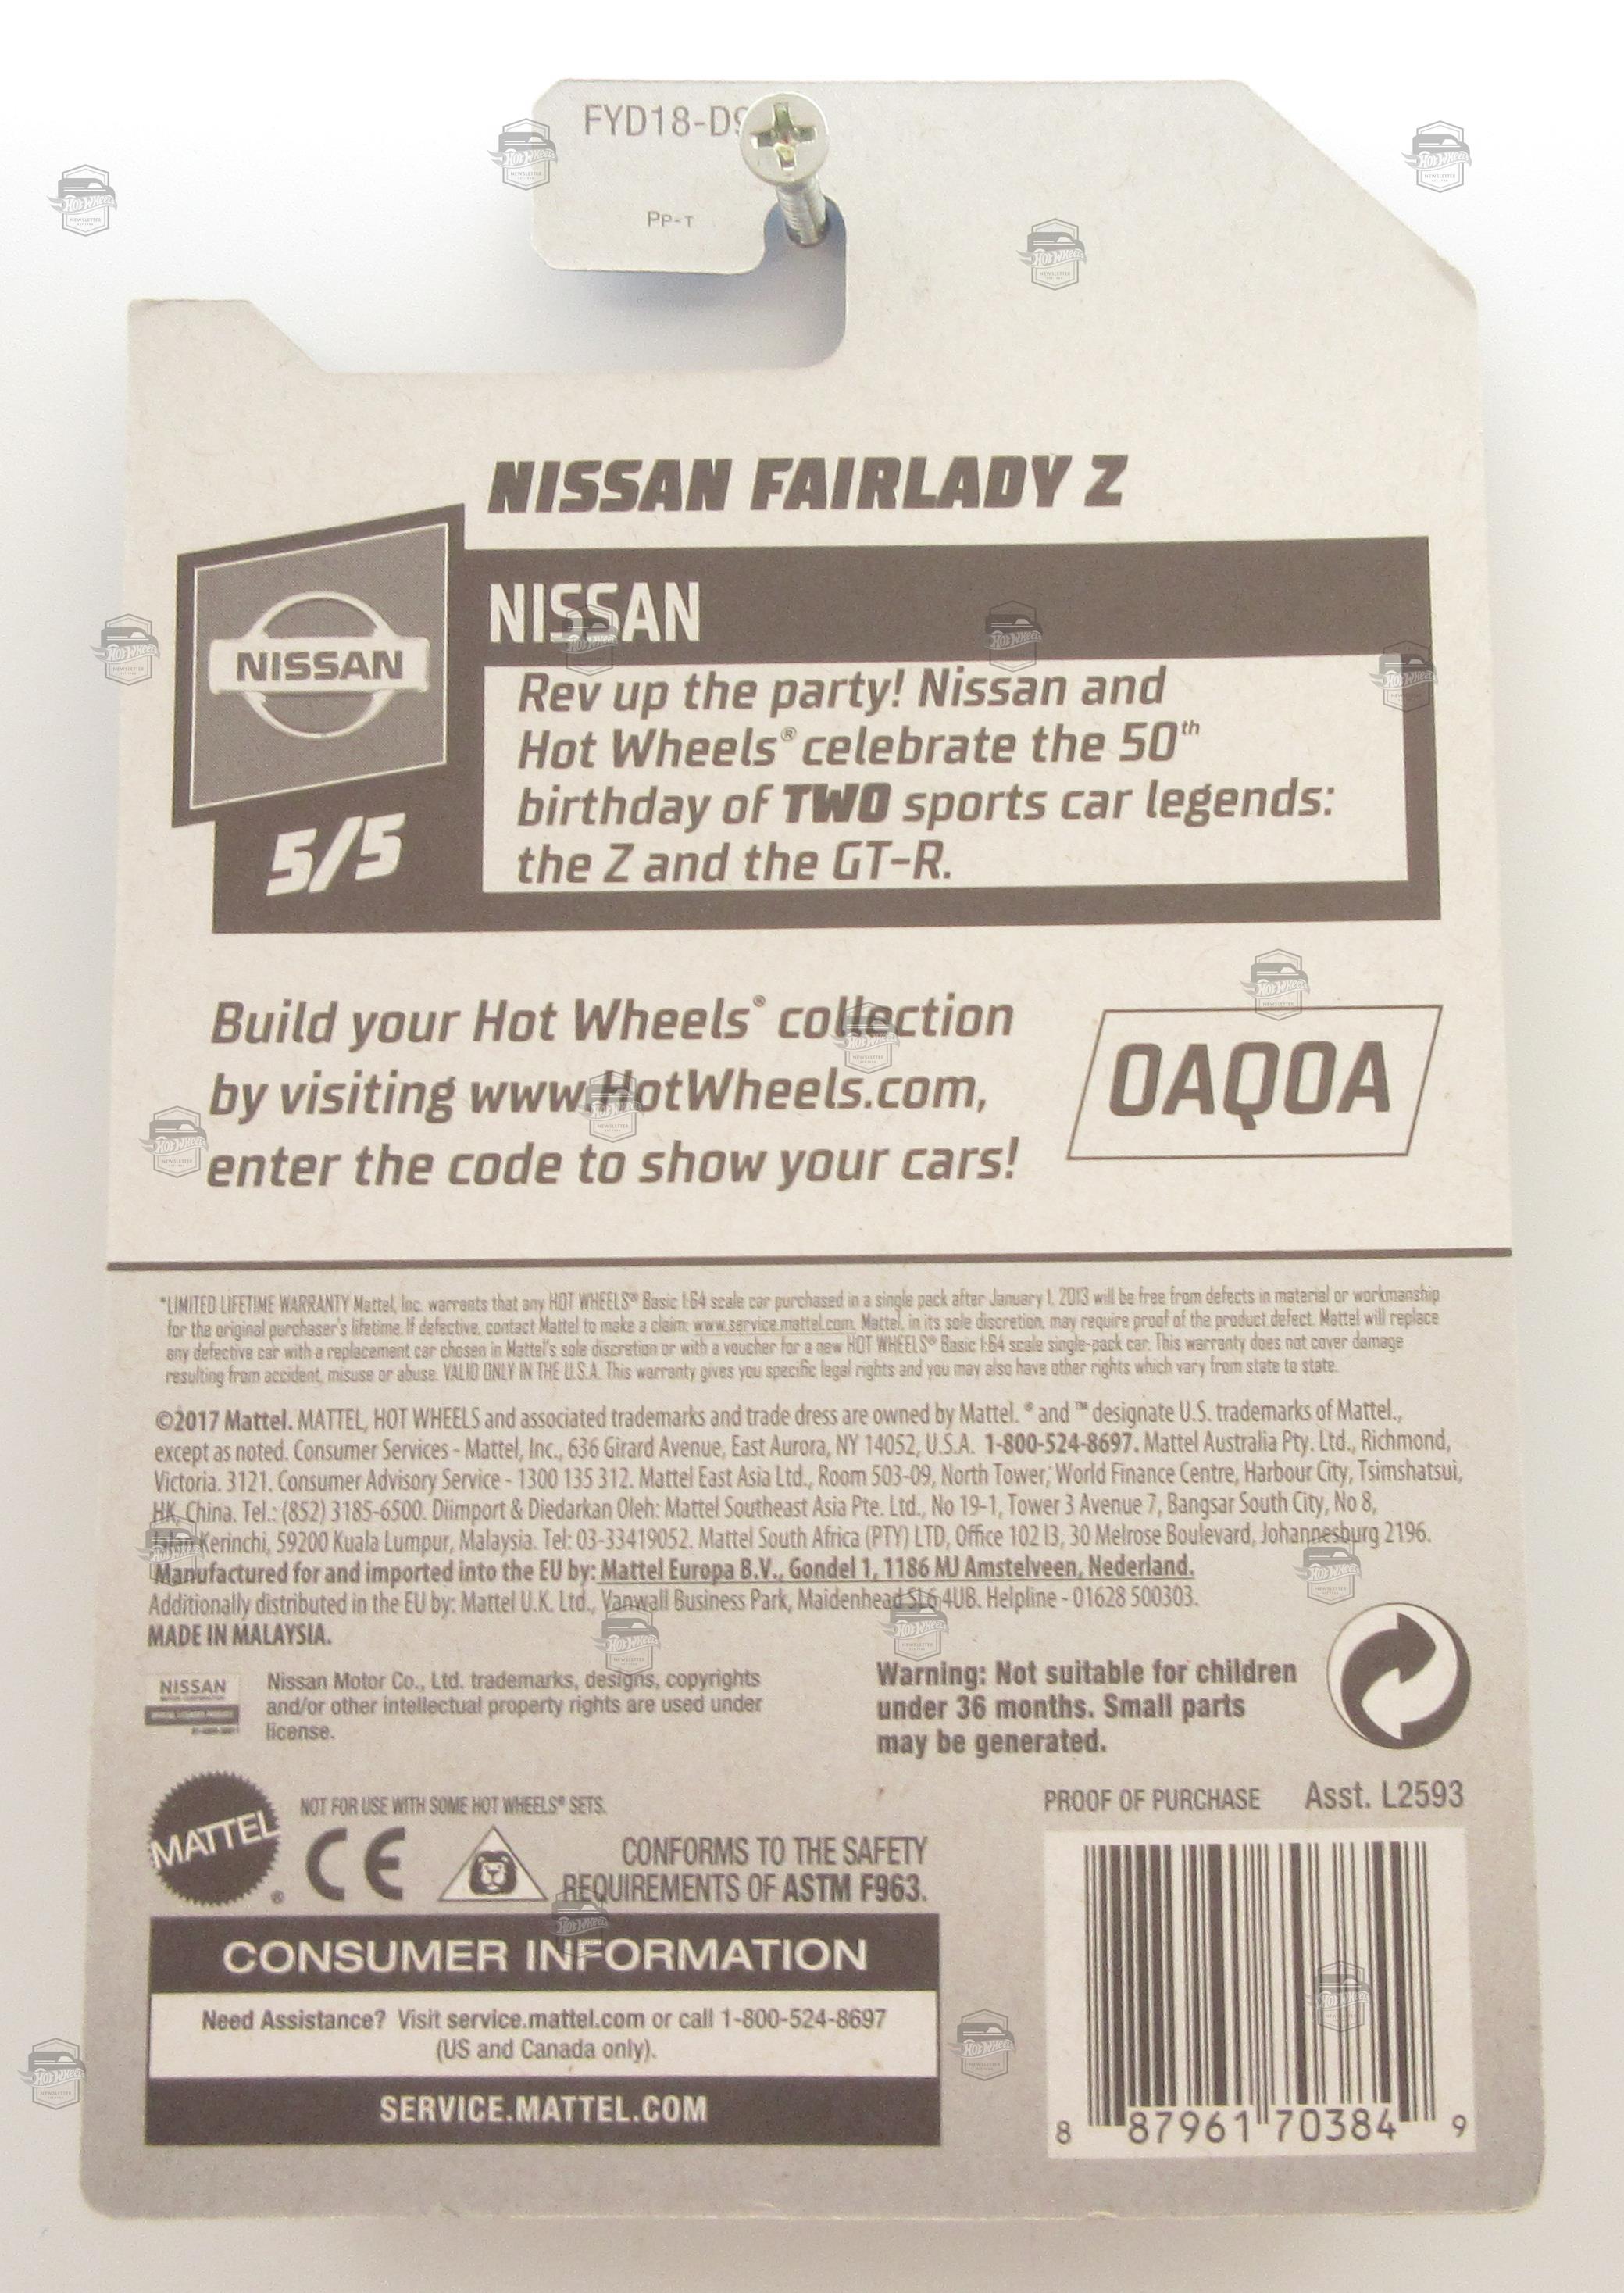 FYD18-D9
PP-T
NISSAN FAIRLADY Z
NISSAN
NISSAN
Rev up the party! Nissan and
Hot Wheels® celebrate the 50th
birthday of TWO sports car legends:
the Z and the GT-R.
5/5
Build your Hot Wheels® collection
by visiting www.HotWheels.com,
enter the code to show your cars!
OAQOA
*LIMITED LIFETIME WARRANTY Mattel, Inc. warrants that any HOT WHEELS® Basic 1:64 scale car purchased in a single pack after January 1, 2013 will be free from defects in material or workmanship
for the original purchaser's lifetime. If defective, contact Mattel to make a claim: www.service.mattel.com. Mattel, in its sole discretion, may require proof of the product defect. Mattel will replace
any defective car with a replacement car chosen in Mattel's sole discretion or with a voucher for a new HOT WHEELS® Basic 1:64 scale single-pack car. This warranty does not cover damage
resulting from accident, misuse or abuse. VALID ONLY IN THE U.S.A. This warranty gives you specific legal rights and you may also have other rights which vary from state to state.
©2017 Mattel. MATTEL, HOT WHEELS and associated trademarks and trade dress are owned by Mattel. ® and ™ designate U.S. trademarks of Mattel.,
except as noted. Consumer Services - Mattel, Inc., 636 Girard Avenue, East Aurora, NY 14052, U.S.A. 1-800-524-8697. Mattel Australia Pty. Ltd., Richmond,
Victoria. 3121. Consumer Advisory Service - 1300 135 312. Mattel East Asia Ltd., Room 503-09, North Tower, World Finance Centre, Harbour City, Tsimshatsui,
HK, China. Tel.: (852) 3185-6500. Diimport & Diedarkan Oleh: Mattel Southeast Asia Pte. Ltd., No 19-1, Tower 3 Avenue 7, Bangsar South City, No 8,
Jalan Kerinchi, 59200 Kuala Lumpur, Malaysia. Tel: 03-33419052. Mattel South Africa (PTY) LTD, Office 102 I3, 30 Melrose Boulevard, Johannesburg 2196.
Manufactured for and imported into the EU by: Mattel Europa B.V., Gondel 1, 1186 MJ Amstelveen, Nederland.
Additionally distributed in the EU by: Mattel U.K. Ltd., Vanwall Business Park, Maidenhead SL6 4UB. Helpline - 01628 500303.
MADE IN MALAYSIA.
NISSAN
Nissan Motor Co., Ltd. trademarks, designs, copyrights
and/or other intellectual property rights are used under
license.
Warning: Not suitable for children
under 36 months. Small parts
may be generated.
MATTEL®
NOT FOR USE WITH SOME HOT WHEELS® SETS.
CE
CONFORMS TO THE SAFETY
REQUIREMENTS OF ASTM F963.
PROOF OF PURCHASE Asst. L2593
CONSUMER INFORMATION
Need Assistance? Visit service.mattel.com or call 1-800-524-8697
(US and Canada only).
SERVICE.MATTEL.COM
8 87961 70384 9